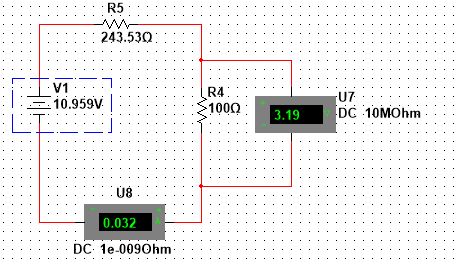 R5
243.53Ω
V1
10.959V
R4
100Ω
U7
3.19
DC 10MOhm
U8
0.032
DC 1e-009Ohm